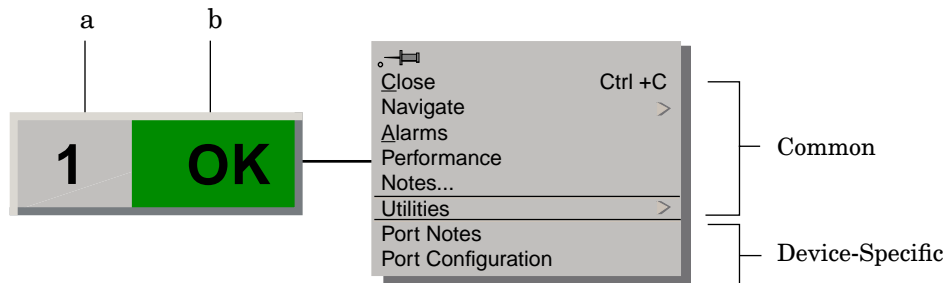 a b
1 OK
Close Ctrl +C
Navigate
Alarms
Performance
Notes...
Utilities
Port Notes
Port Configuration
Common
Device-Specific